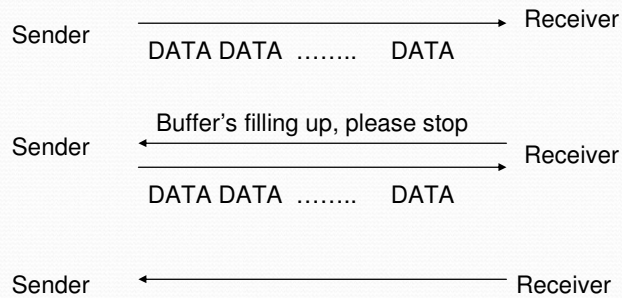 Sender Receiver
DATA DATA …….. DATA
Buffer's filling up, please stop
Sender Receiver
DATA DATA …….. DATA
Sender Receiver